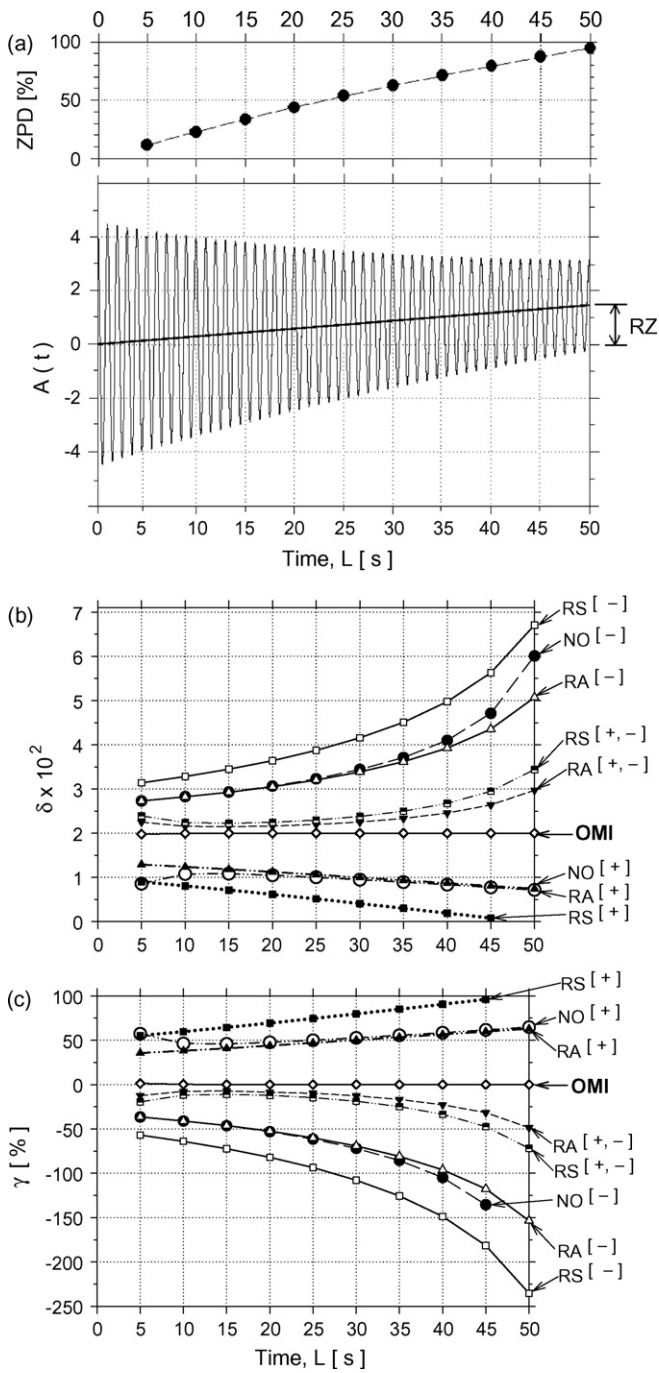 0 5 10 15 20 25 30 35 40 45 50
(a)
100
ZPD [%]
50
0
4
2
A ( t )
0
-2
-4
RZ
0 5 10 15 20 25 30 35 40 45 50
Time, L [ s ]
(b)
7
6
5
4
δ x 10²
3
2
1
0
RS [ − ]
NO [ − ]
RA [ − ]
RS [ +, − ]
RA [ +, − ]
OMI
NO [ + ]
RA [ + ]
RS [ + ]
0 5 10 15 20 25 30 35 40 45 50
(c)
100
50
0
-50
γ [ % ]
-100
-150
-200
-250
RS [ + ]
NO [ + ]
RA [ + ]
OMI
RA [ +, − ]
RS [ +, − ]
NO [ − ]
RA [ − ]
RS [ − ]
0 5 10 15 20 25 30 35 40 45 50
Time, L [ s ]